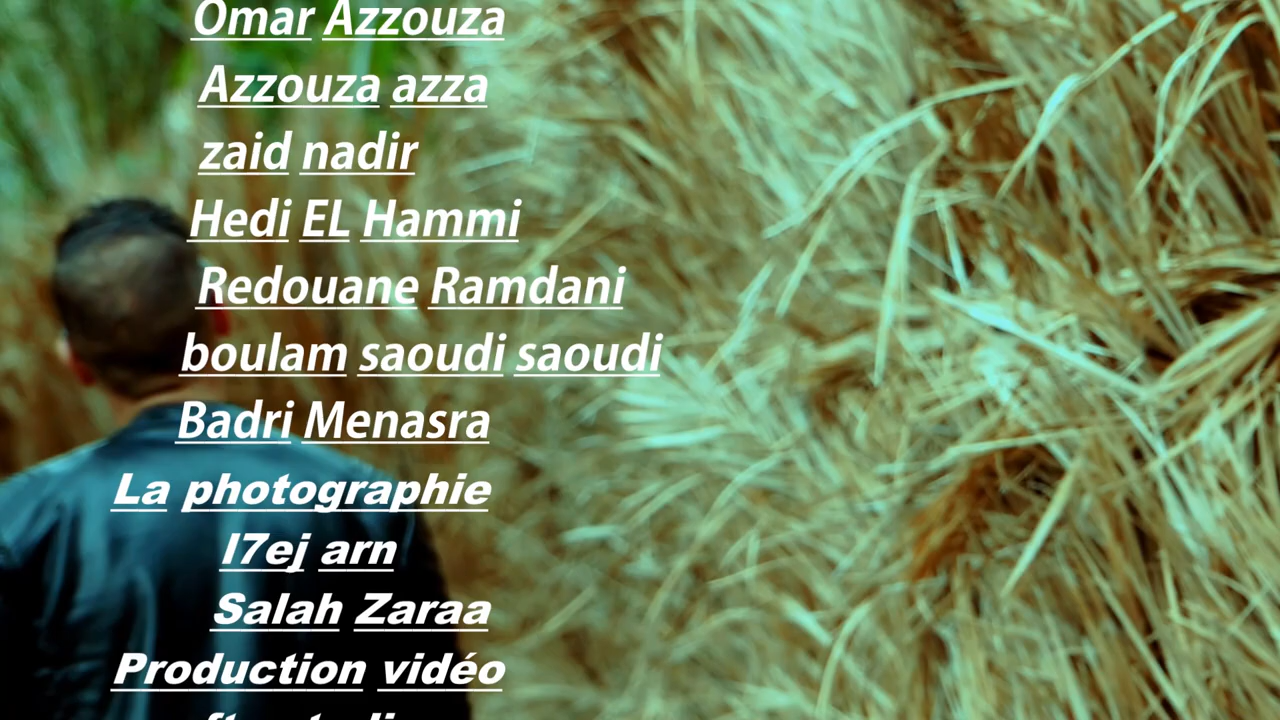 Omar Azzouza
Azzouza azza
zaid nadir
Hedi EL Hammi
Redouane Ramdani
boulam saoudi saoudi
Badri Menasra
La photographie
l7ej arn
Salah Zaraa
Production vidéo